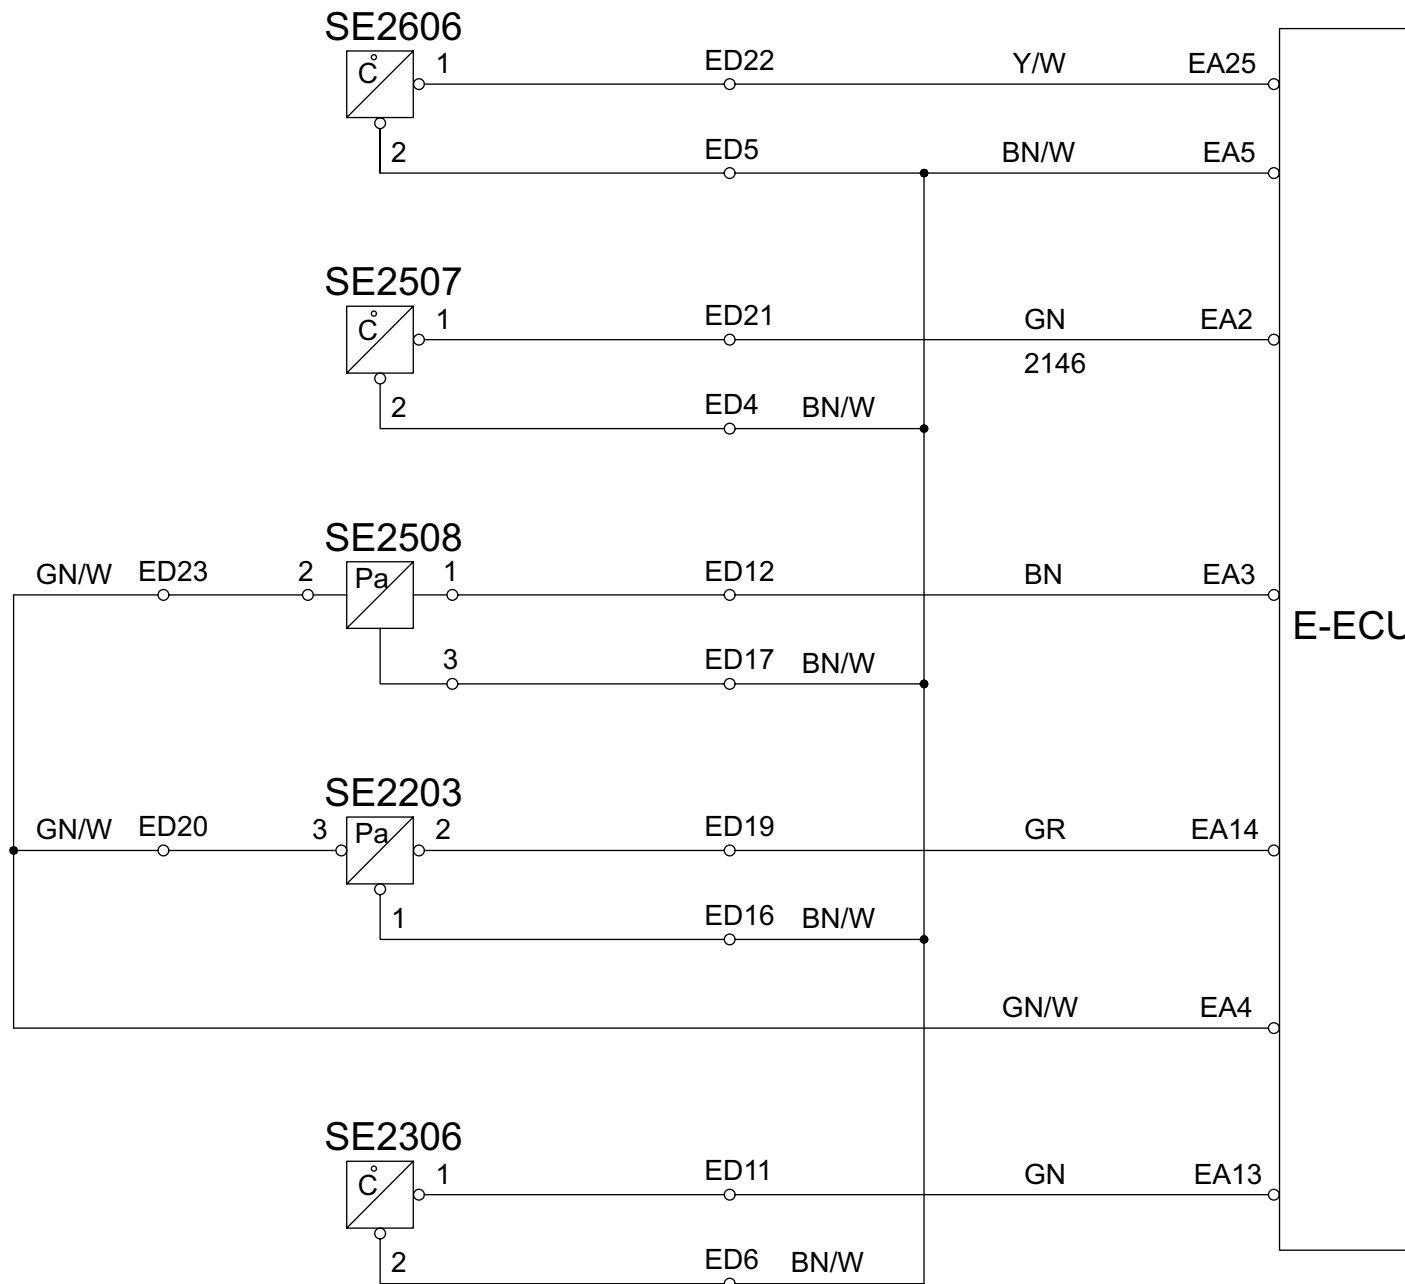 SE2606
C° 1 ED22 Y/W EA25
2 ED5 BN/W EA5
SE2507
C° 1 ED21 GN EA2
2146
2 ED4 BN/W
SE2508
GN/W ED23 2 Pa 1 ED12 BN EA3
E-ECU
3 ED17 BN/W
SE2203
GN/W ED20 3 Pa 2 ED19 GR EA14
1 ED16 BN/W
GN/W EA4
SE2306
C° 1 ED11 GN EA13
2 ED6 BN/W